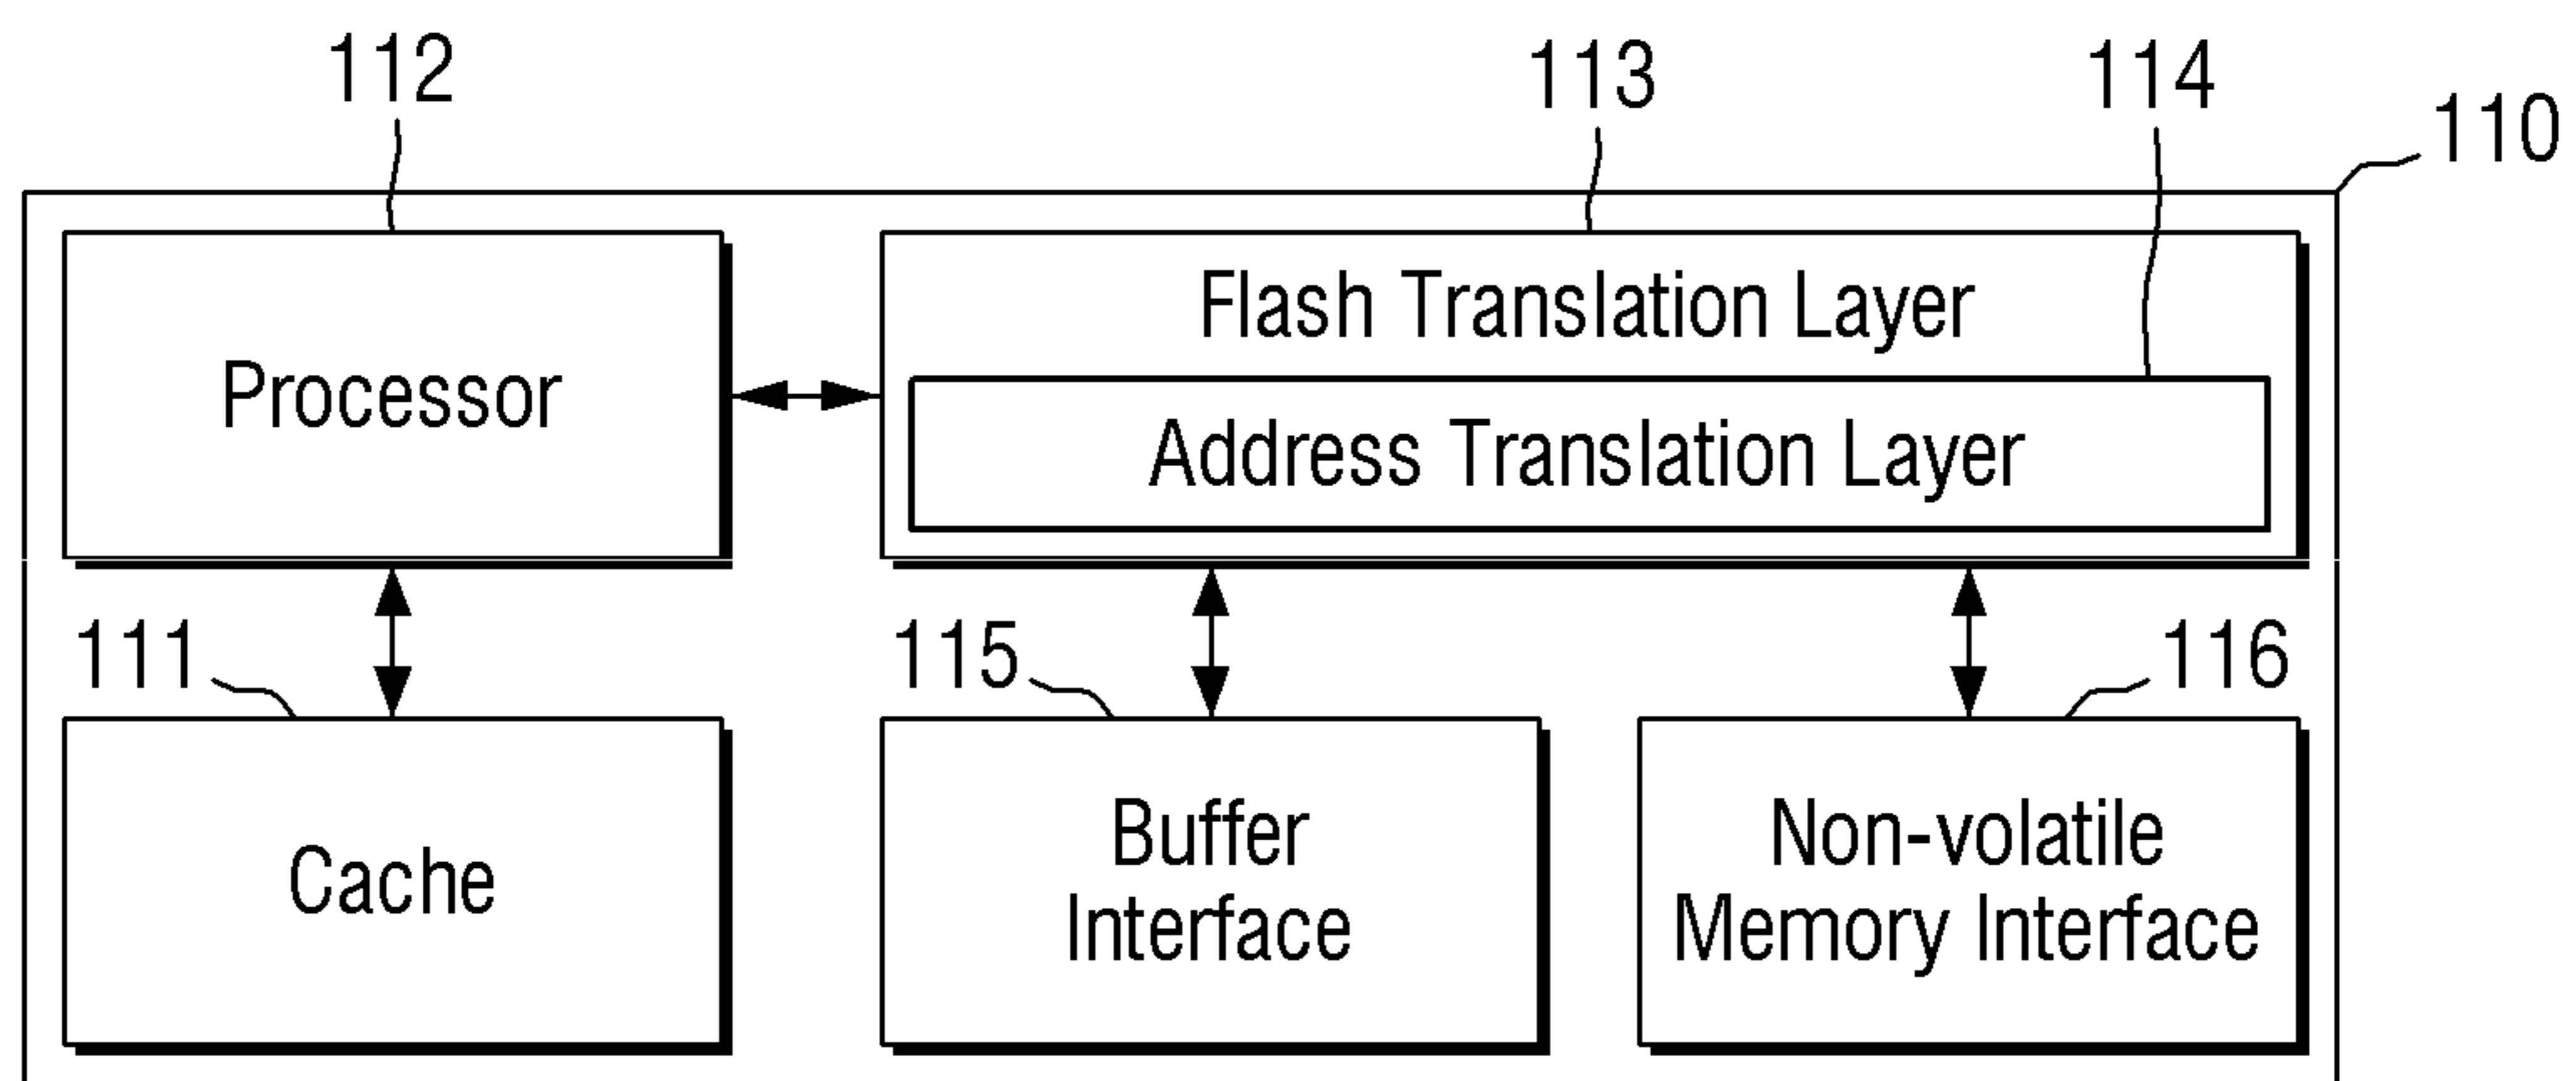 112
113
114
110
Processor
Flash Translation Layer
Address Translation Layer
111
115
116
Cache
Buffer
Interface
Non-volatile
Memory Interface